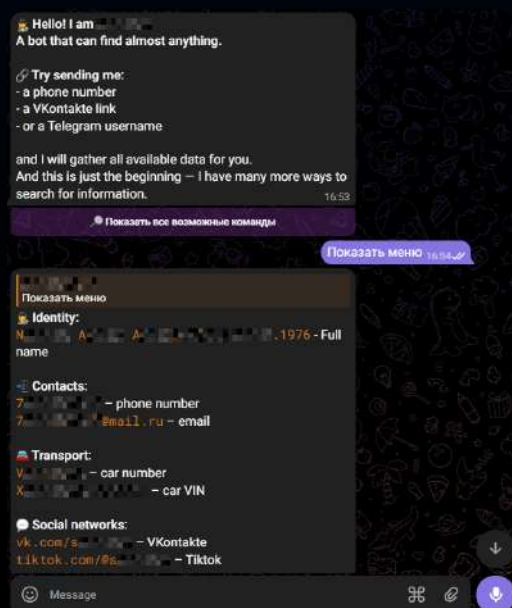 Hello! I am
A bot that can find almost anything.
Try sending me:
- a phone number
- a VKontakte link
- or a Telegram username
and I will gather all available data for you.
And this is just the beginning — I have many more ways to
search for information.
16:53
Показать все возможные команды
Показать меню 16:54
Показать меню
Identity:
.1976 - Full
name
Contacts:
7 – phone number
7 @mail.ru – email
Transport:
V – car number
X – car VIN
Social networks:
vk.com/s – VKontakte
tiktok.com/@s – Tiktok
Message